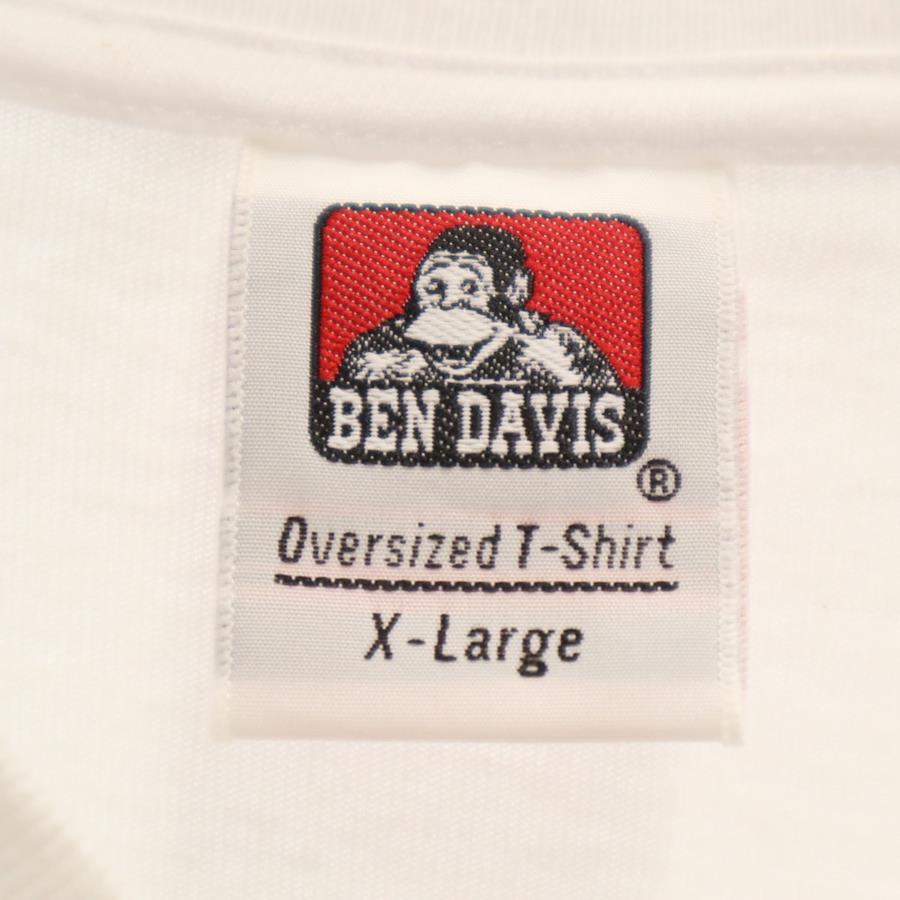 BEN DAVIS
®
Oversized T-Shirt
X-Large